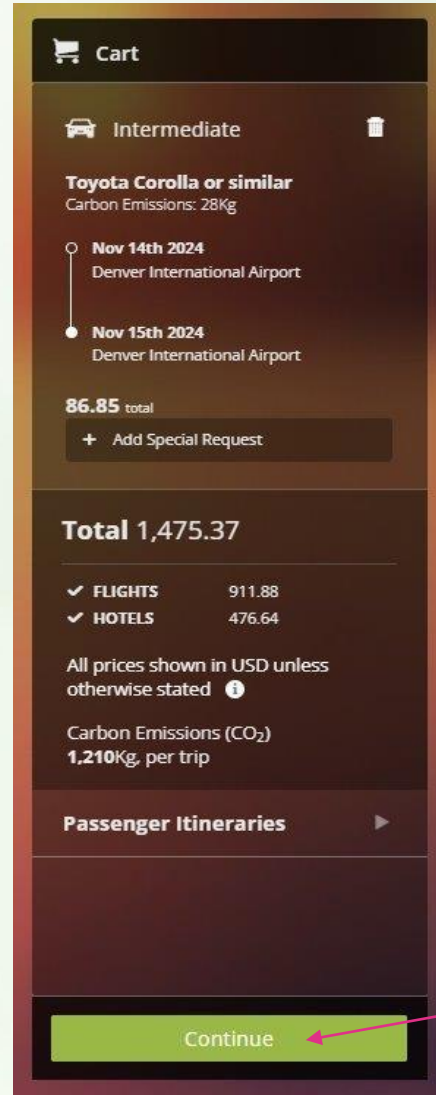 Cart
Intermediate
Toyota Corolla or similar
Carbon Emissions: 28Kg
Nov 14th 2024
Denver International Airport
Nov 15th 2024
Denver International Airport
86.85 total
+ Add Special Request
Total 1,475.37
FLIGHTS 911.88
HOTELS 476.64
All prices shown in USD unless
otherwise stated
Carbon Emissions (CO₂)
1,210Kg, per trip
Passenger Itineraries
Continue